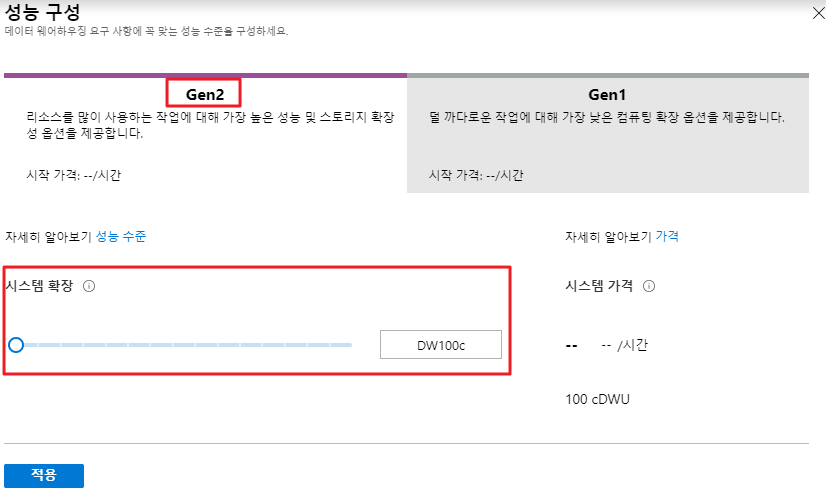 성능 구성
데이터 웨어하우징 요구 사항에 꼭 맞는 성능 수준을 구성하세요.
Gen2
리소스를 많이 사용하는 작업에 대해 가장 높은 성능 및 스토리지 확장
성 옵션을 제공합니다.
시작 가격: --/시간
Gen1
덜 까다로운 작업에 대해 가장 낮은 컴퓨팅 확장 옵션을 제공합니다.
시작 가격: --/시간
자세히 알아보기 성능 수준
자세히 알아보기 가격
시스템 확장
DW100c
시스템 가격
-- -- /시간
100 cDWU
적용